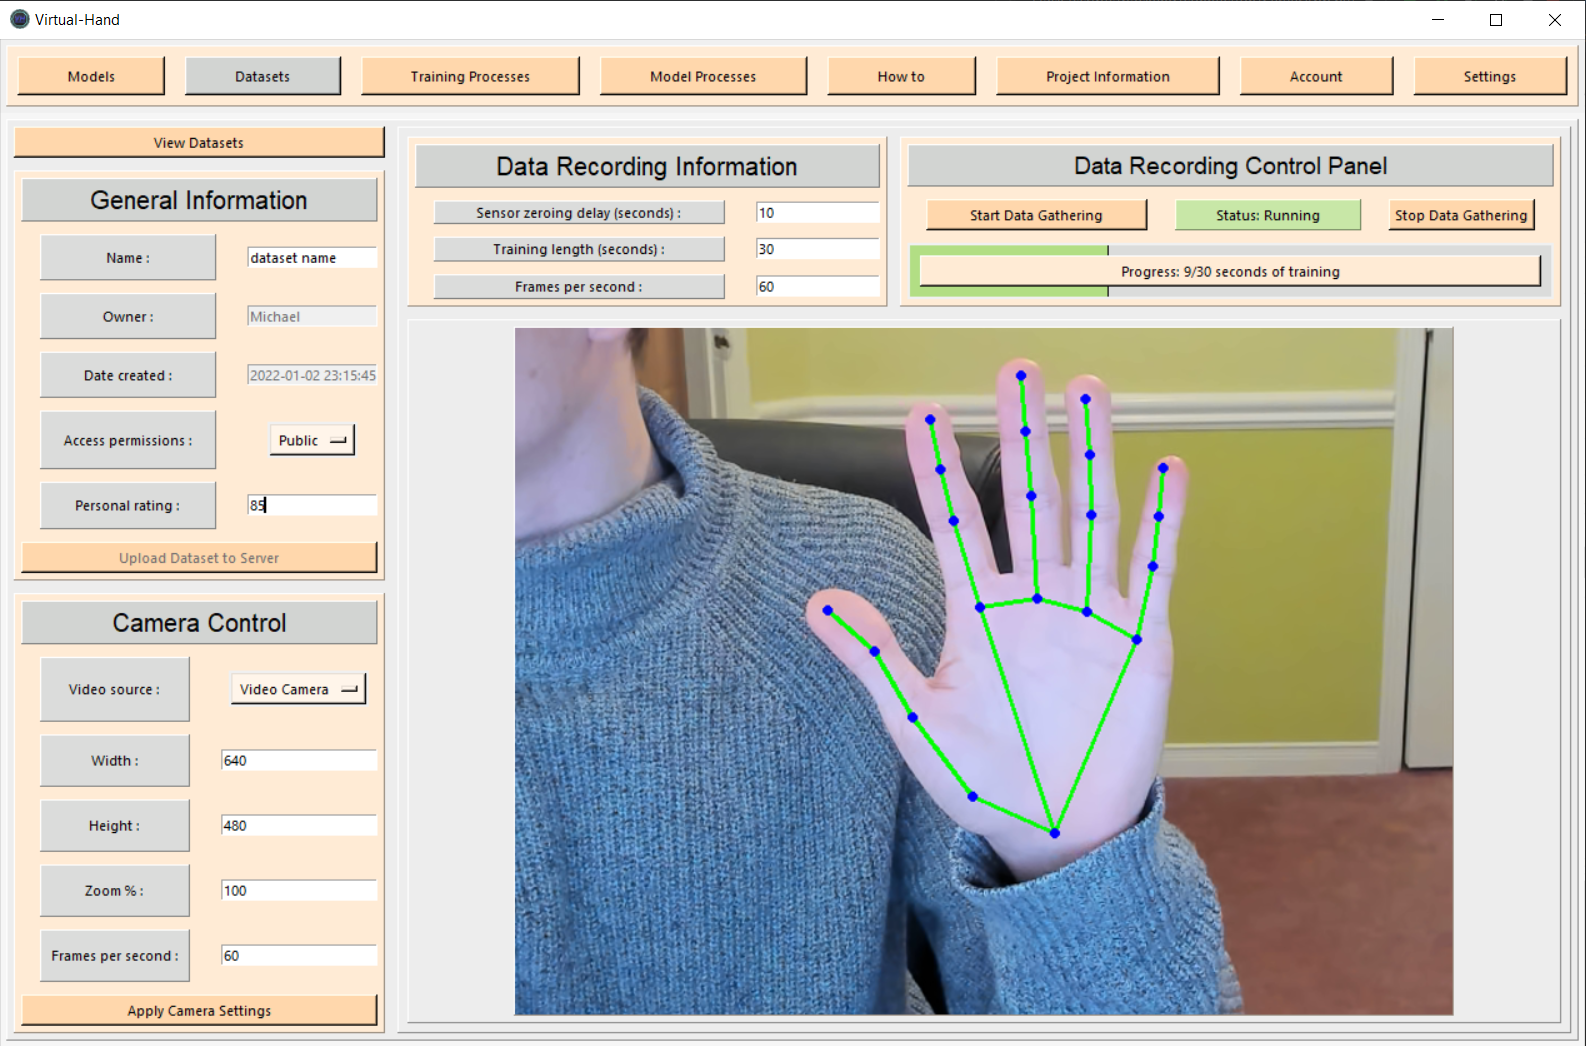 Virtual-Hand
Models
Datasets
Training Processes
Model Processes
How to
Project Information
Account
Settings
View Datasets
General Information
Name :
dataset name
Owner :
Michael
Date created :
2022-01-02 23:15:45
Access permissions :
Public
Personal rating :
85
Upload Dataset to Server
Camera Control
Video source :
Video Camera
Width :
640
Height :
480
Zoom % :
100
Frames per second :
60
Apply Camera Settings
Data Recording Information
Sensor zeroing delay (seconds) :
10
Training length (seconds) :
30
Frames per second :
60
Data Recording Control Panel
Start Data Gathering
Status: Running
Stop Data Gathering
Progress: 9/30 seconds of training